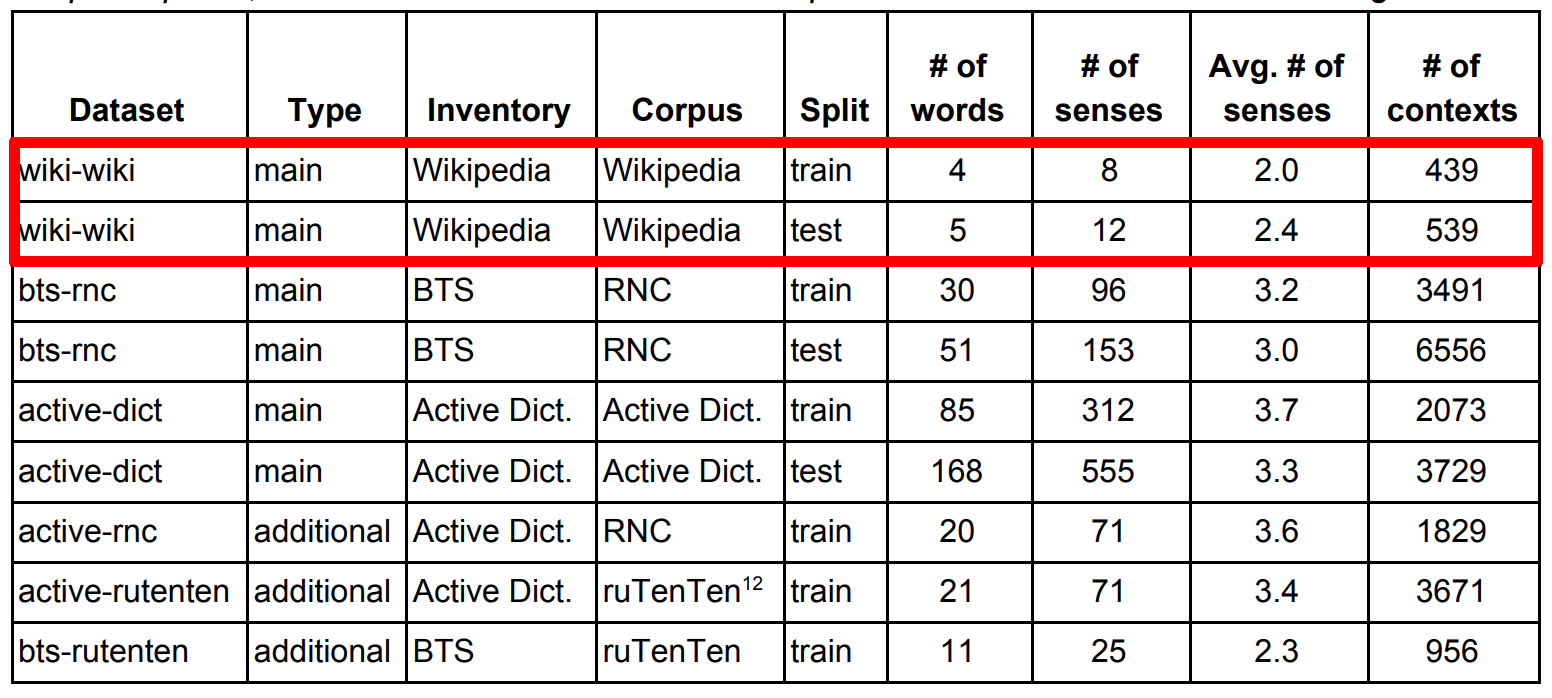 Dataset Type Inventory Corpus Split # of words # of senses Avg. # of senses # of contexts
wiki-wiki main Wikipedia Wikipedia train 4 8 2.0 439
wiki-wiki main Wikipedia Wikipedia test 5 12 2.4 539
bts-rnc main BTS RNC train 30 96 3.2 3491
bts-rnc main BTS RNC test 51 153 3.0 6556
active-dict main Active Dict. Active Dict. train 85 312 3.7 2073
active-dict main Active Dict. Active Dict. test 168 555 3.3 3729
active-rnc additional Active Dict. RNC train 20 71 3.6 1829
active-rutenten additional Active Dict. ruTenTen12 train 21 71 3.4 3671
bts-rutenten additional BTS ruTenTen train 11 25 2.3 956